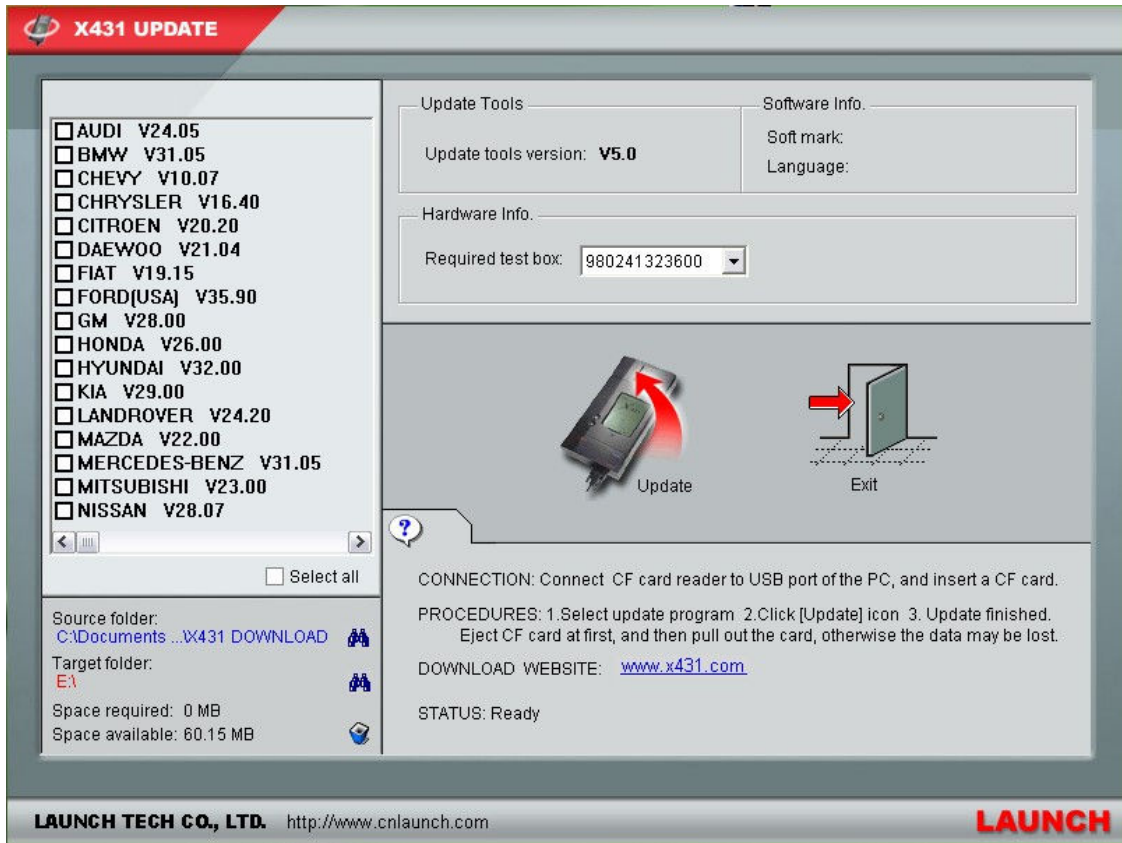 X431 UPDATE
AUDI V24.05
BMW V31.05
CHEVY V10.07
CHRYSLER V16.40
CITROEN V20.20
DAEWOO V21.04
FIAT V19.15
FORD(USA) V35.90
GM V28.00
HONDA V26.00
HYUNDAI V32.00
KIA V29.00
LANDROVER V24.20
MAZDA V22.00
MERCEDES-BENZ V31.05
MITSUBISHI V23.00
NISSAN V28.07
Select all
Source folder:
C:\Documents ...\X431 DOWNLOAD
Target folder:
E:\
Space required: 0 MB
Space available: 60.15 MB
Update Tools
Update tools version: V5.0
Software Info.
Soft mark:
Language:
Hardware Info.
Required test box: 980241323600
Update
Exit
?
CONNECTION: Connect CF card reader to USB port of the PC, and insert a CF card.
PROCEDURES: 1.Select update program 2.Click [Update] icon 3. Update finished.
Eject CF card at first, and then pull out the card, otherwise the data may be lost.
DOWNLOAD WEBSITE: www.x431.com
STATUS: Ready
LAUNCH TECH CO., LTD. http://www.cnlaunch.com
LAUNCH